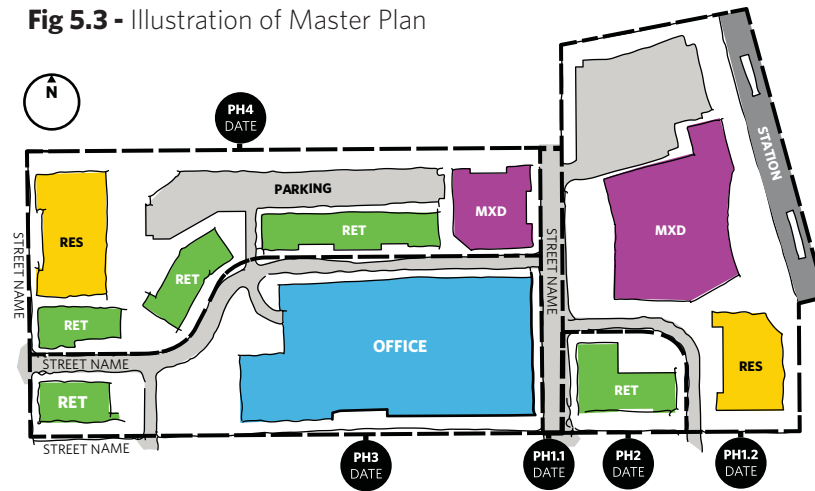 Fig 5.3 - Illustration of Master Plan
N
PH4
DATE
STATION
PARKING
RES
RET
MXD
MXD
RET
STREET NAME
STREET NAME
RET
OFFICE
STREET NAME
RES
RET
RET
STREET NAME
PH3
DATE
PH1.1
DATE
PH2
DATE
PH1.2
DATE